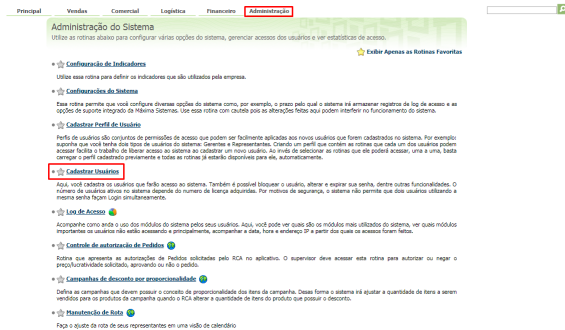 Principal Vendas Comercial Logística Financeiro Administração
Administração do Sistema
Utilize as rotinas abaixo para configurar várias opções do sistema, gerenciar acessos dos usuários e ver estatísticas de acesso.
Exibir Apenas as Rotinas Favoritas
Configuração de Indicadores
Utilize essa rotina para definir os indicadores que são utilizados pela empresa.
Configurações do Sistema
Essa rotina permite que você configure diversas opções do sistema como, por exemplo, o prazo pelo qual o sistema irá armazenar registros de log de acesso e as
opções de suporte integrado da Máxima Sistemas. Use essa rotina com cautela pois as alterações feitas aqui podem interferir no funcionamento do sistema.
Cadastrar Perfil de Usuário
Perfis de usuários são conjuntos de permissões de acesso que podem ser facilmente aplicadas aos novos usuários que forem cadastrados no sistema. Por exemplo:
suponha que você tenha dois tipos de usuários do sistema: Gerentes e Representantes. Criando um perfil que contém as rotinas que cada um dos usuários podem
acessar facilita o trabalho de liberar acesso ao sistema ao cadastrar um novo usuário. Ao invés de selecionar as rotinas que ele poderá acessar, uma a uma, basta
carregar o perfil cadastrado previamente e todas as rotinas já estarão disponíveis para ele, automaticamente.
Cadastrar Usuários
Aqui, você cadastra os usuários que farão acesso ao sistema. Também é possível bloquear o usuário, alterar e expirar sua senha, dentre outras funcionalidades. O
número de usuários ativos no sistema depende do numero de licença adquiridas. Por motivos de segurança, o sistema não permite que dois usuários utilizando a
mesma senha façam Login simultaneamente.
Log de Acesso
Acompanhe como anda o uso dos módulos do sistema pelos seus usuários. Aqui, você pode ver quais são os módulos mais utilizados do sistema, ver quais módulos
importantes os usuários não estão acessando e principalmente, acompanhar a data, hora e endereço IP a partir dos quais os acessos foram feitos.
Controle de autorização de Pedidos
Rotina que apresenta as autorizações de Pedidos solicitadas pelo RCA no aplicativo. O supervisor deve acessar esta rotina para autorizar ou negar o
preço/lucratividade solicitado, aprovando ou não o pedido.
Campanhas de desconto por proporcionalidade
Defina as campanhas que devem possuir o conceito de proporcionalidade dos itens da campanha. Dessa forma o sistema irá ajustar a quantidade de itens a serem
vendidos para os produtos da campanha quando o RCA alterar a quantidade de itens do produto que possuir o desconto.
Manutenção de Rota
Faça o ajuste da rota de seus representantes em uma visão de calendário